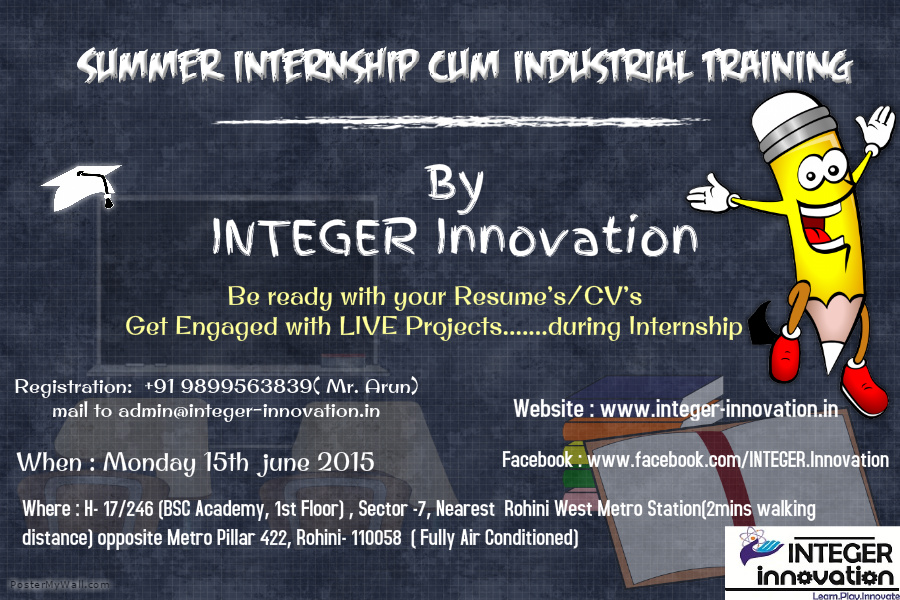 SUMMER INTERNSHIP CUM INDUSTRIAL TRAINING
By
INTEGER Innovation
Be ready with your Resume's/CV's
Get Engaged with LIVE Projects.......during Internship
Registration: +91 9899563839( Mr. Arun)
mail to admin@integer-innovation.in
Website : www.integer-innovation.in
When : Monday 15th june 2015
Facebook : www.facebook.com/INTEGER.Innovation
Where : H- 17/246 (BSC Academy, 1st Floor) , Sector -7, Nearest Rohini West Metro Station(2mins walking
distance) opposite Metro Pillar 422, Rohini- 110058 ( Fully Air Conditioned)
INTEGER
innovation
Learn.Play.Innovate
PosterMyWall.com